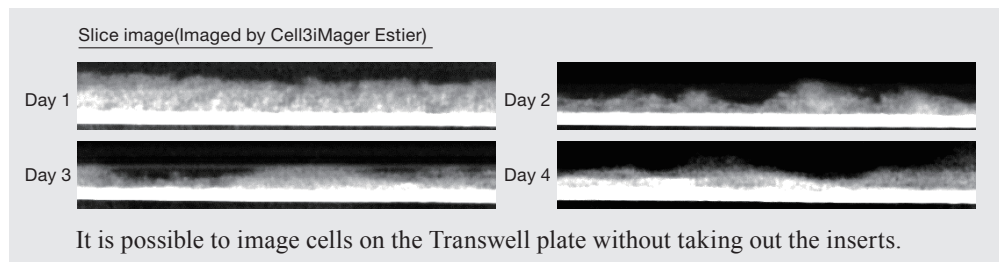 Slice image(Imaged by Cell3iMager Estier)
Day 1
Day 2
Day 3
Day 4
It is possible to image cells on the Transwell plate without taking out the inserts.